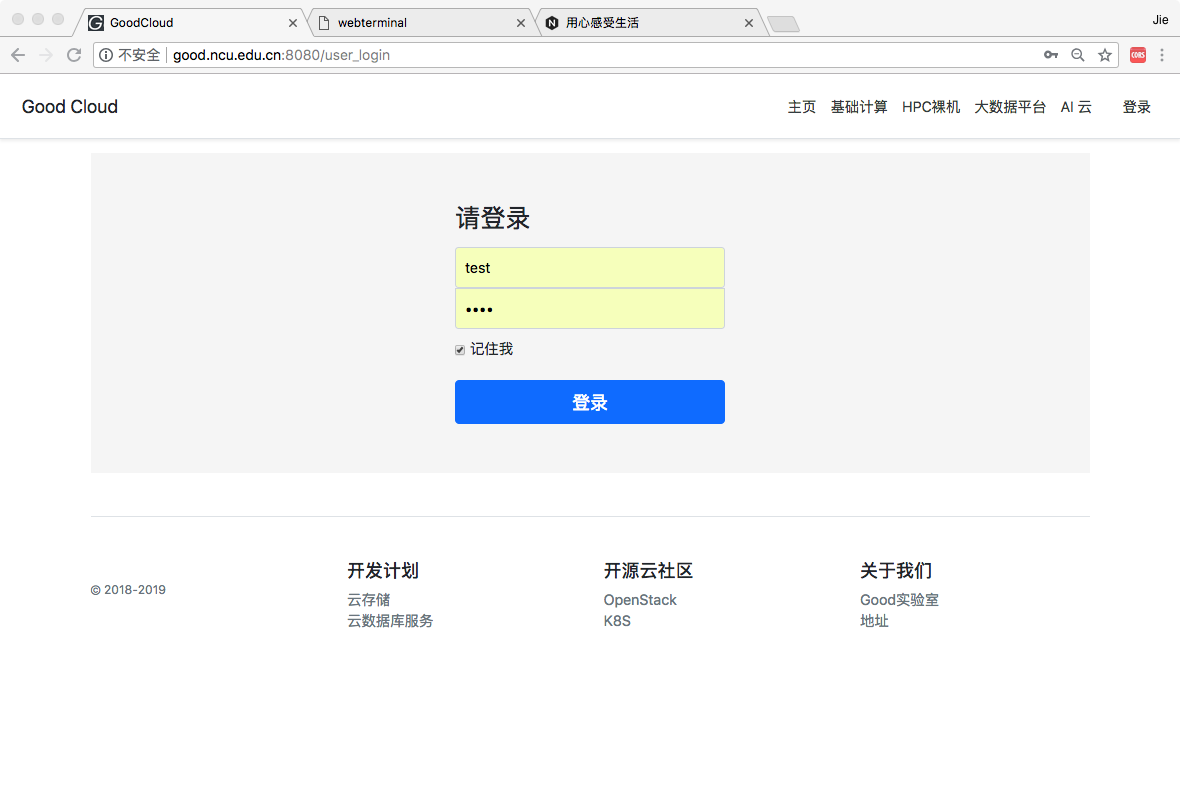 GoodCloud
webterminal
用心感受生活
Jie
不安全 good.ncu.edu.cn:8080/user_login
CORS
Good Cloud
主页 基础计算 HPC裸机 大数据平台 AI 云 登录
请登录
test
••••
记住我
登录
© 2018-2019
开发计划
云存储
云数据库服务
开源云社区
OpenStack
K8S
关于我们
Good实验室
地址